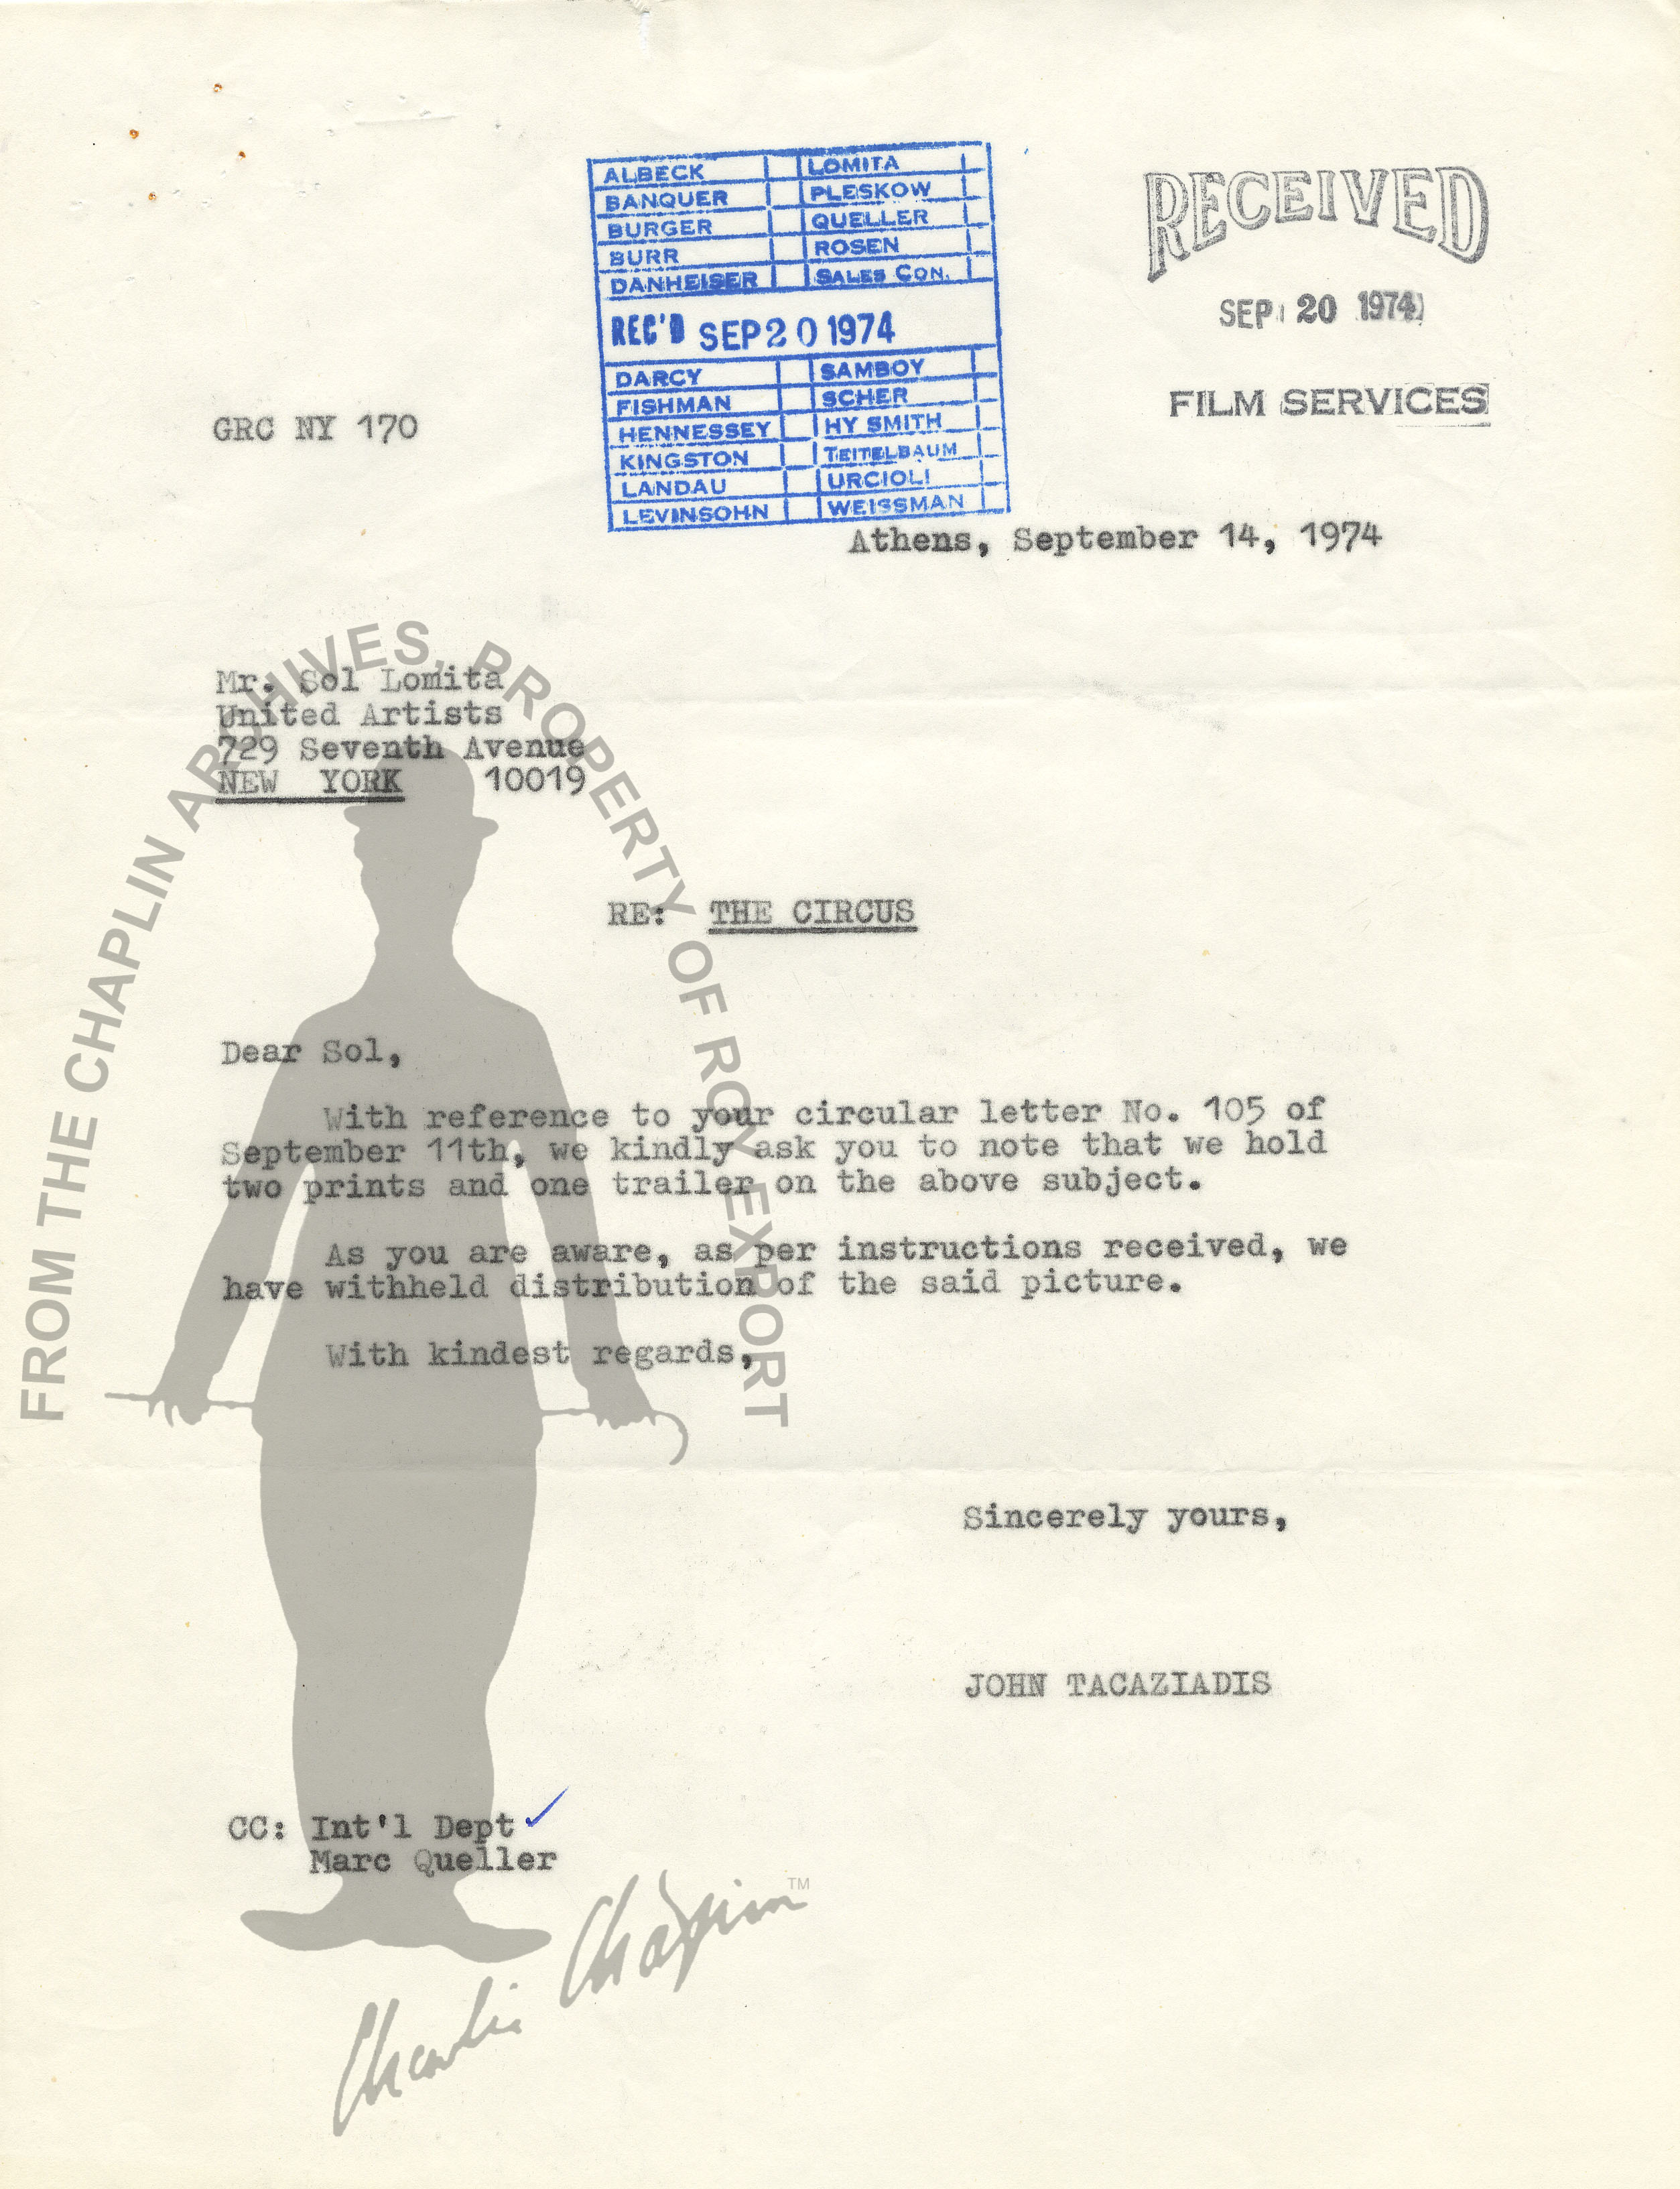 ALBECK LOMITA
BANQUER PLESKOW
BURGER QUELLER
BURR ROSEN
DANHEISER SALES CON.
REC'D SEP 20 1974
DARCY SAMBOY
FISHMAN SCHER
HENNESSEY HY SMITH
KINGSTON TEITELBAUM
LANDAU URCIOLI
LEVINSOHN WEISSMAN
RECEIVED
SEP 20 1974
FILM SERVICES
GRC NY 170
Athens, September 14, 1974
Mr. Sol Lomita
United Artists
729 Seventh Avenue
NEW YORK 10019
RE: THE CIRCUS
Dear Sol,
With reference to your circular letter No. 105 of
September 11th, we kindly ask you to note that we hold
two prints and one trailer on the above subject.
As you are aware, as per instructions received, we
have withheld distribution of the said picture.
With kindest regards,
Sincerely yours,
JOHN TACAZIADIS
CC: Int'l Dept
Marc Queller
FROM THE CHAPLIN ARCHIVES, PROPERTY OF ROY EXPORT
Charlie Chaplin TM